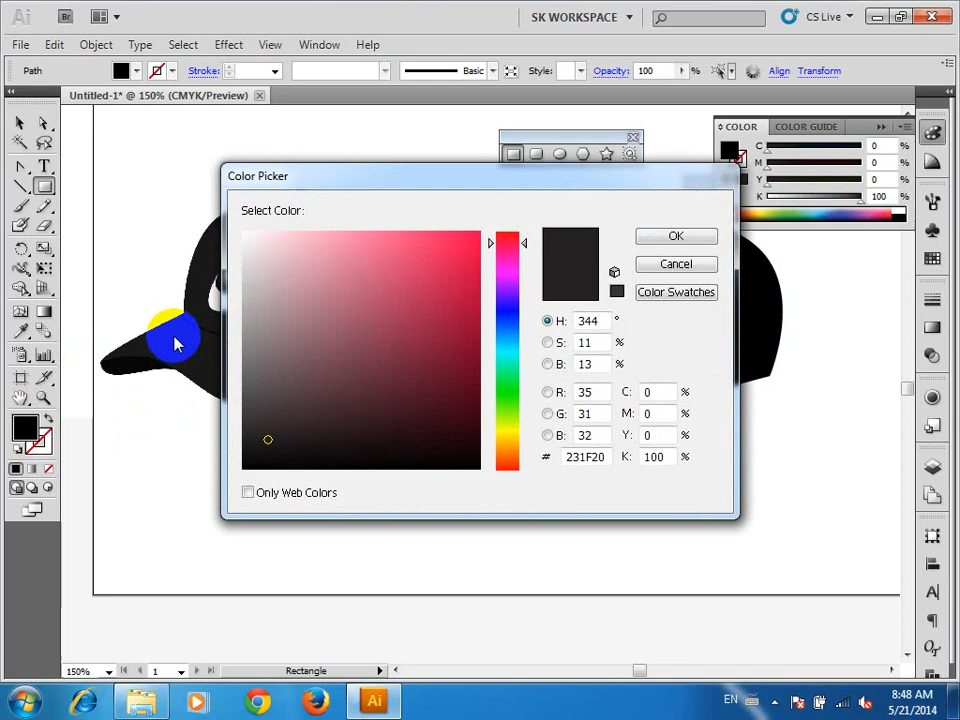 Ai Br SK WORKSPACE CS Live
File Edit Object Type Select Effect View Window Help
Path Stroke: Basic Style: Opacity: 100 % Align Transform
Untitled-1* @ 150% (CMYK/Preview)
COLOR COLOR GUIDE
C 0 %
M 0 %
Y 0 %
K 100 %
Color Picker
Select Color:
OK
Cancel
Color Swatches
H: 344 °
S: 11 %
B: 13 %
R: 35 C: 0 %
G: 31 M: 0 %
B: 32 Y: 0 %
# 231F20 K: 100 %
Only Web Colors
150% 1 Rectangle
Ai EN 8:48 AM
5/21/2014